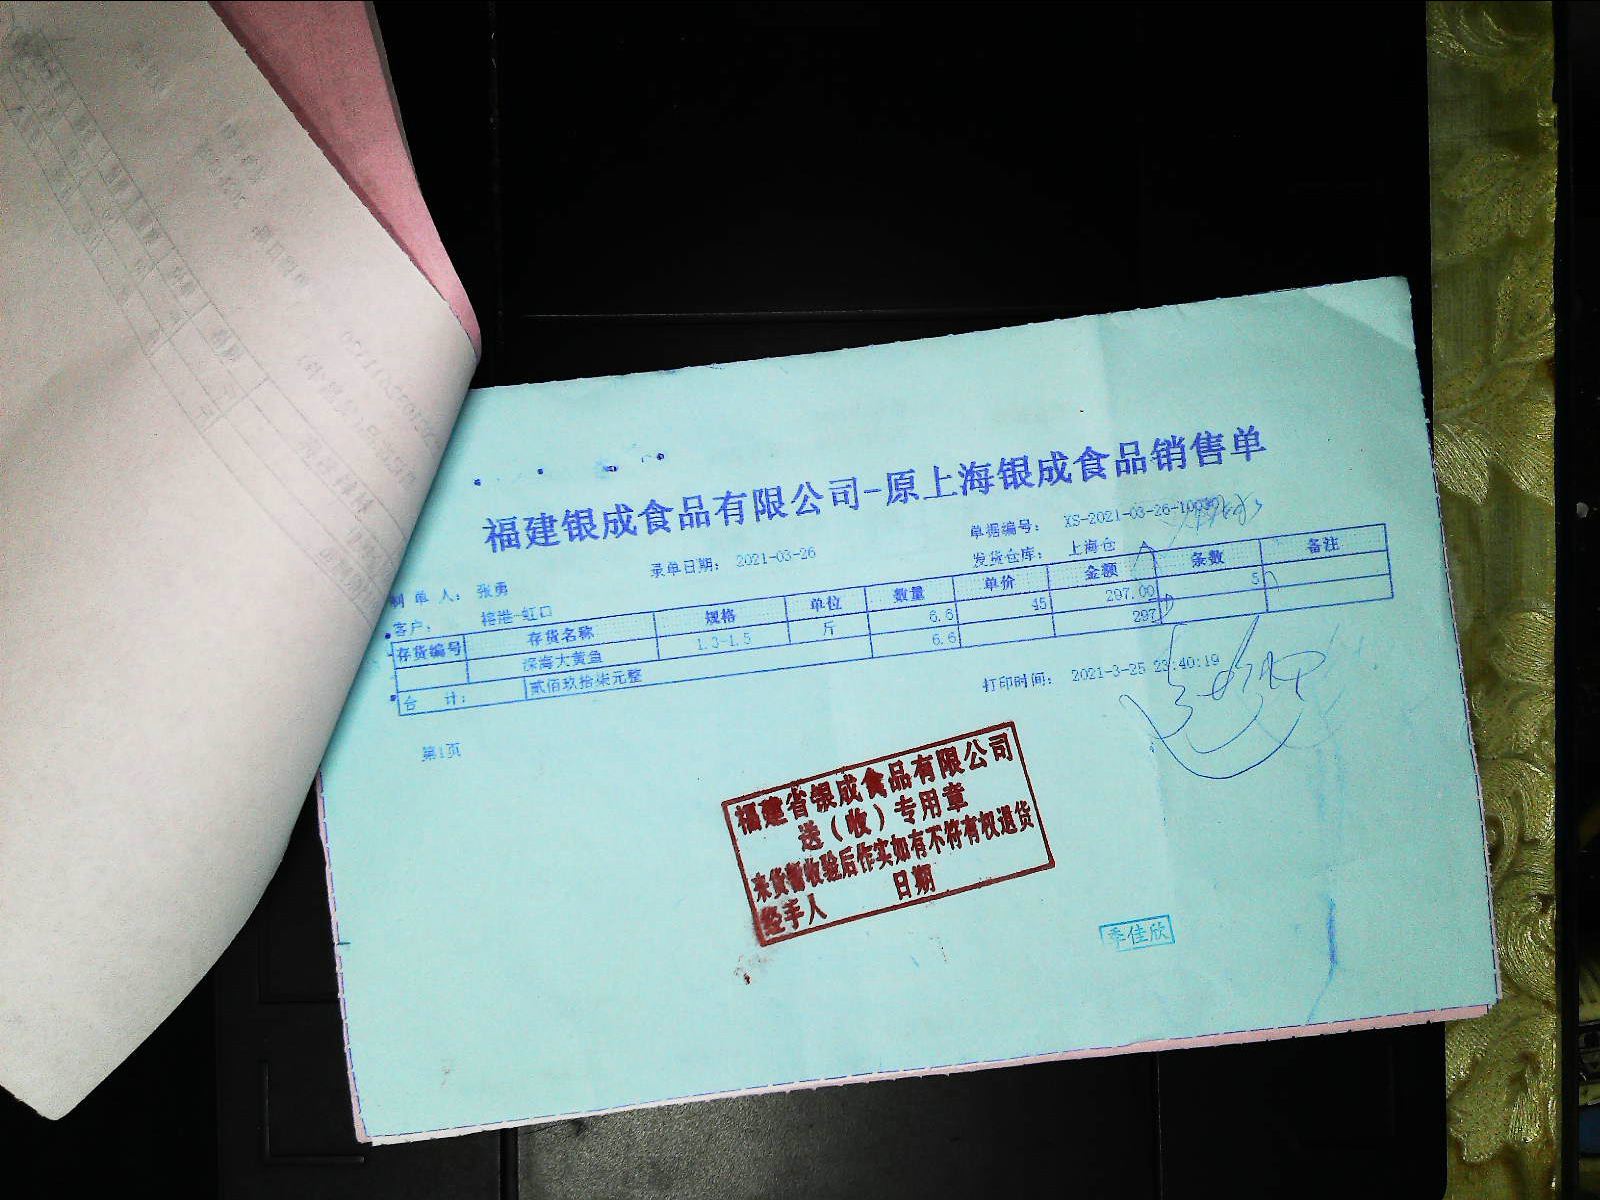 福建银成食品有限公司-原上海银成食品销售单
单据编号： XS-2021-03-26-
录单日期： 2021-03-26
发货仓库： 上海仓
制 单 人： 张勇
客户： 榕港-虹口
存货编号 存货名称 规格 单位 数量 单价 金额 条数 备注
深海大黄鱼 1.3-1.5 斤 6.6 45 297.00 5
合 计： 贰佰玖拾柒元整 6.6 297
打印时间： 2021-3-25 23:40:19
第1页
福建省银成食品有限公司
送（收）专用章
来货需收验后作实如有不符有权退货
经手人 日期
季佳欣